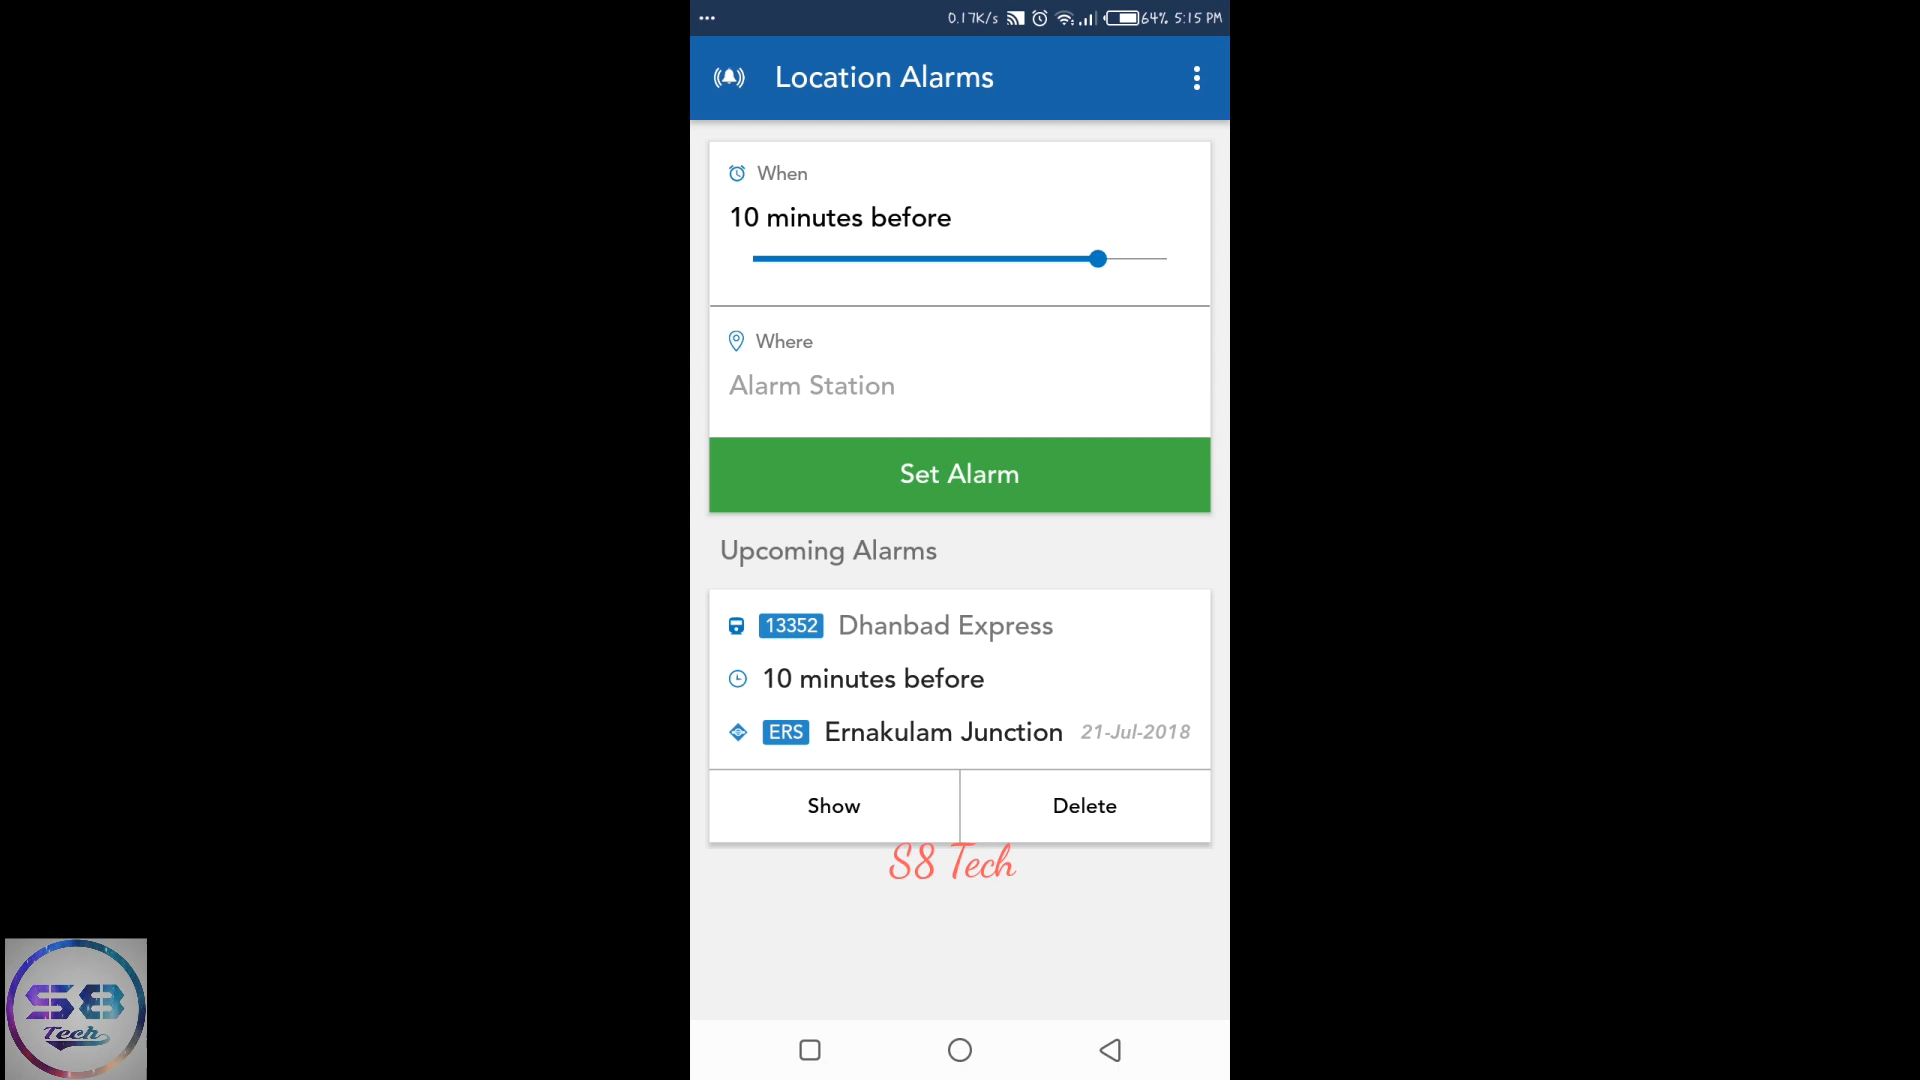 ... 0.17K/s 64% 5:15 PM
Location Alarms
When
10 minutes before
Where
Alarm Station
Set Alarm
Upcoming Alarms
13352 Dhanbad Express
10 minutes before
ERS Ernakulam Junction 21-Jul-2018
Show Delete
S8 Tech
S8
Tech